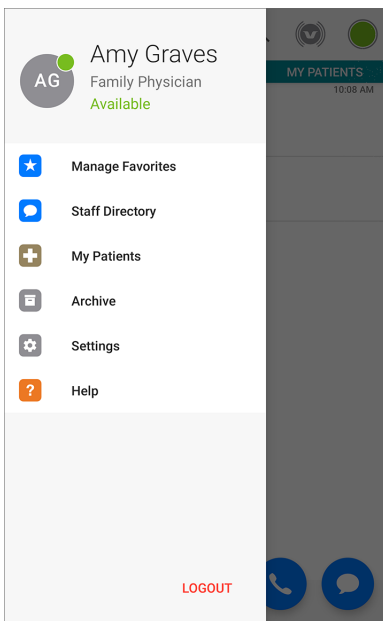 Amy Graves
AG
Family Physician
Available
MY PATIENTS
10:08 AM
Manage Favorites
Staff Directory
My Patients
Archive
Settings
? Help
LOGOUT